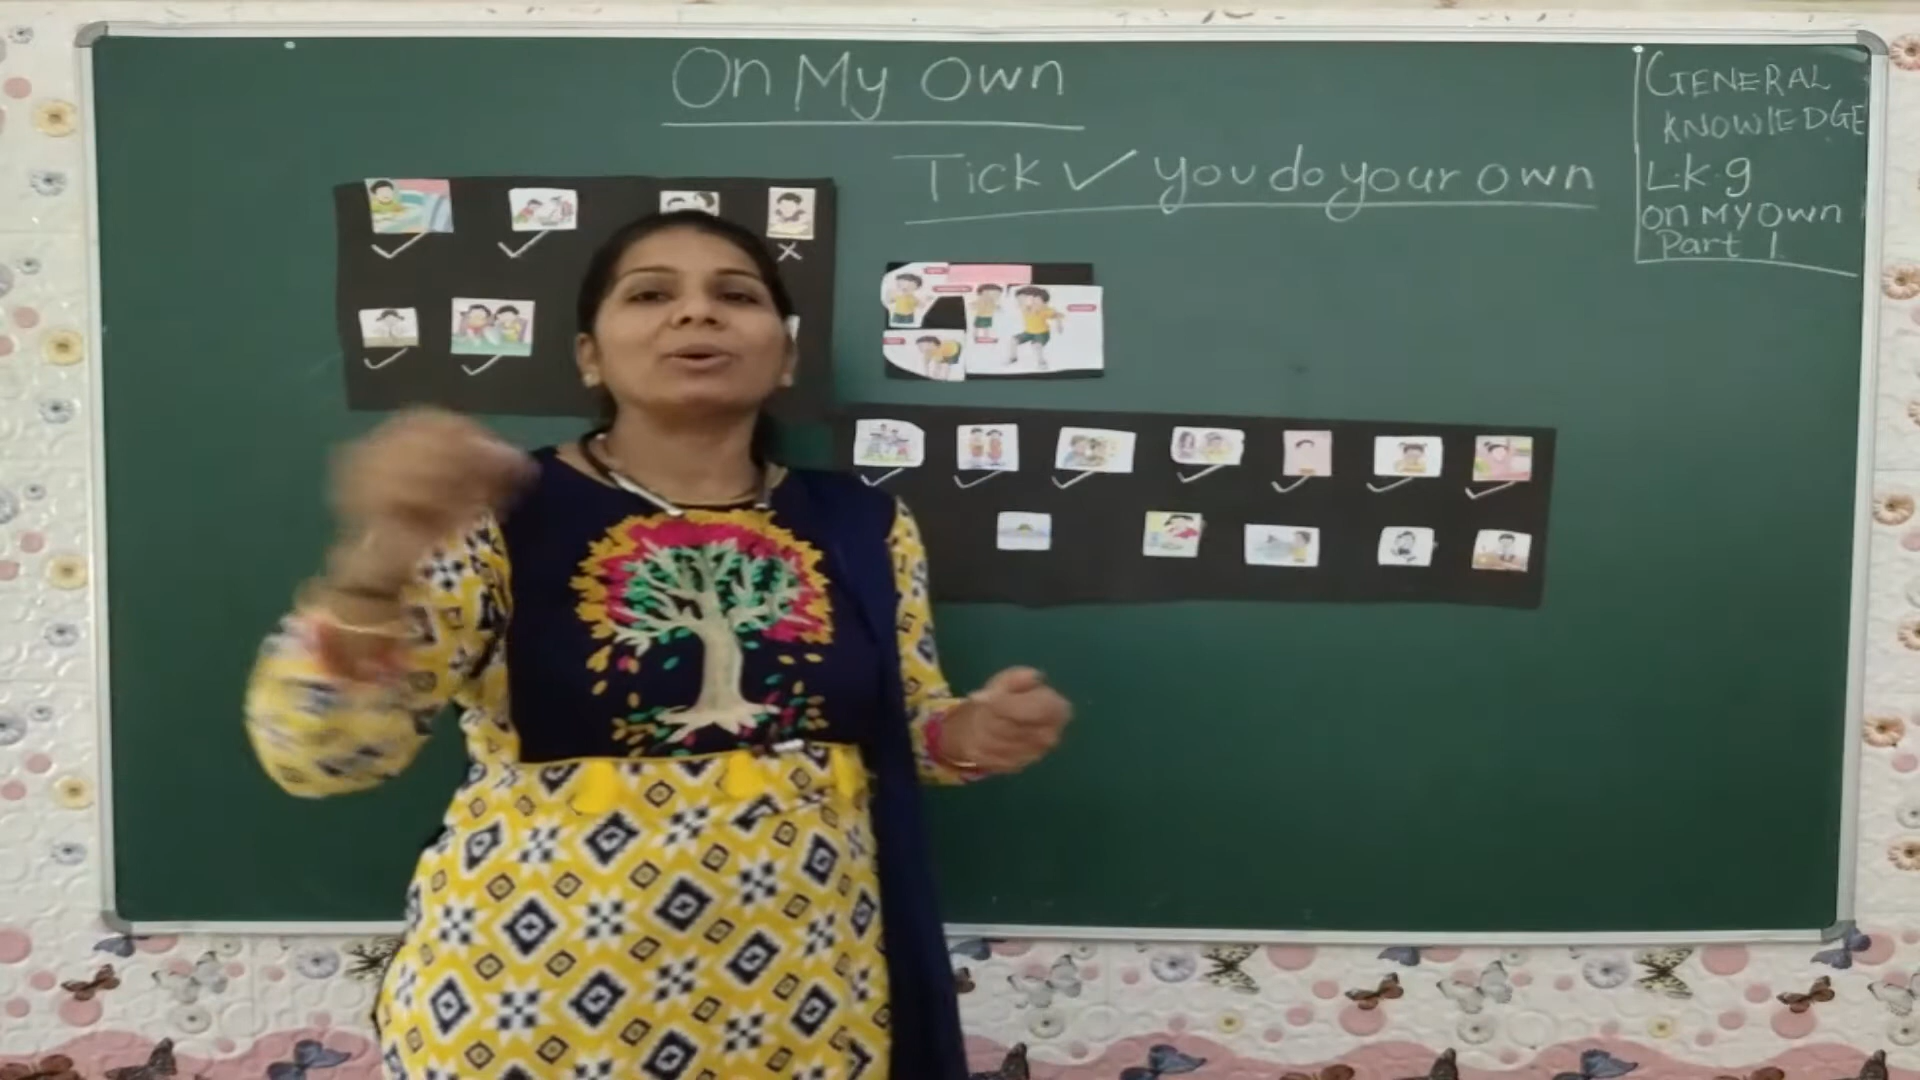 On My Own
Tick ✓ you do your own
GENERAL
KNOWlEDGE
L.k.g
on MY Own
Part 1